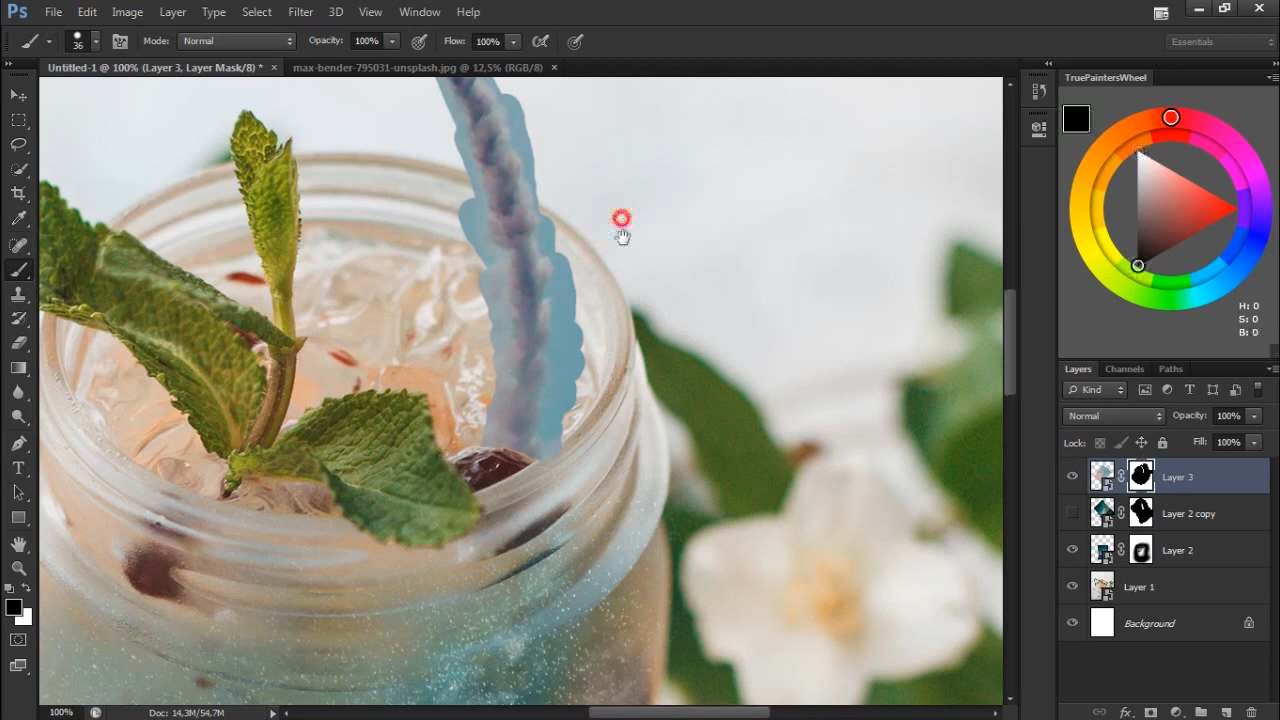 Ps File Edit Image Layer Type Select Filter 3D View Window Help
36 Mode: Normal Opacity: 100% Flow: 100% Essentials
Untitled-1 @ 100% (Layer 3, Layer Mask/8) * × max-bender-795031-unsplash.jpg @ 12,5% (RGB/8) ×
TruePaintersWheel
H: 0
S: 0
B: 0
Layers Channels Paths
Kind
Normal Opacity: 100%
Lock: Fill: 100%
Layer 3
Layer 2 copy
Layer 2
Layer 1
Background
100% Doc: 14,3M/54,7M